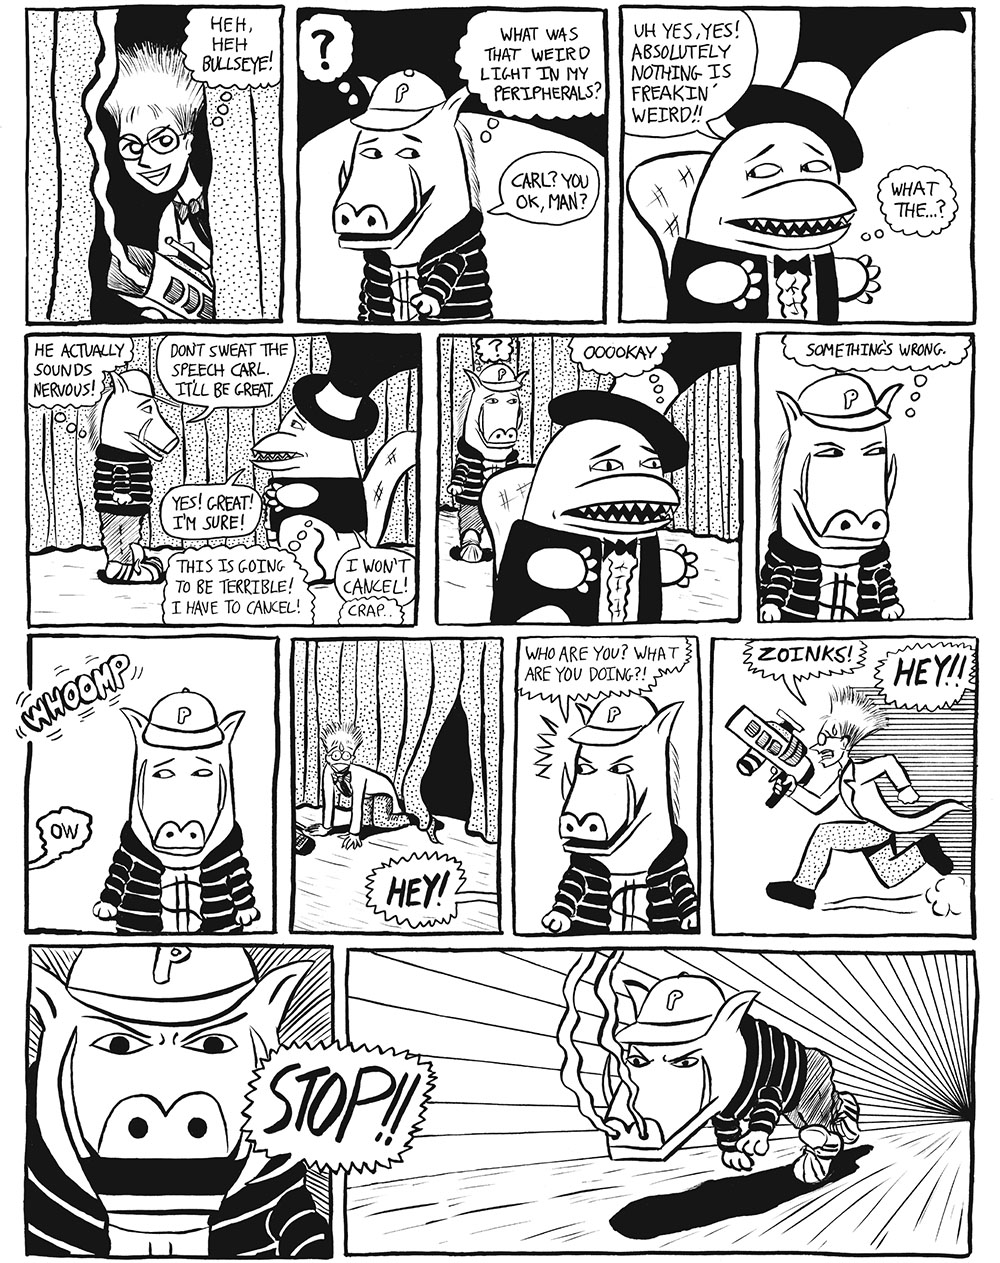 HEH,
HEH
BULLSEYE!
?
P
WHAT WAS
THAT WEIRD
LIGHT IN MY
PERIPHERALS?
CARL? YOU
OK, MAN?
UH YES, YES!
ABSOLUTELY
NOTHING IS
FREAKIN'
WEIRD!!
WHAT
THE...?
HE ACTUALLY
SOUNDS
NERVOUS!
DON'T SWEAT THE
SPEECH CARL.
IT'LL BE GREAT.
YES! GREAT!
I'M SURE!
THIS IS GOING
TO BE TERRIBLE!
I HAVE TO CANCEL!
I WON'T
CANCEL!
CRAP..
?
P
OOOOKAY
SOMETHING'S WRONG.
P
WHOOMP
P
OW
HEY!
WHO ARE YOU? WHAT
ARE YOU DOING?!
P
ZOINKS!
HEY!!
P
STOP!!
P